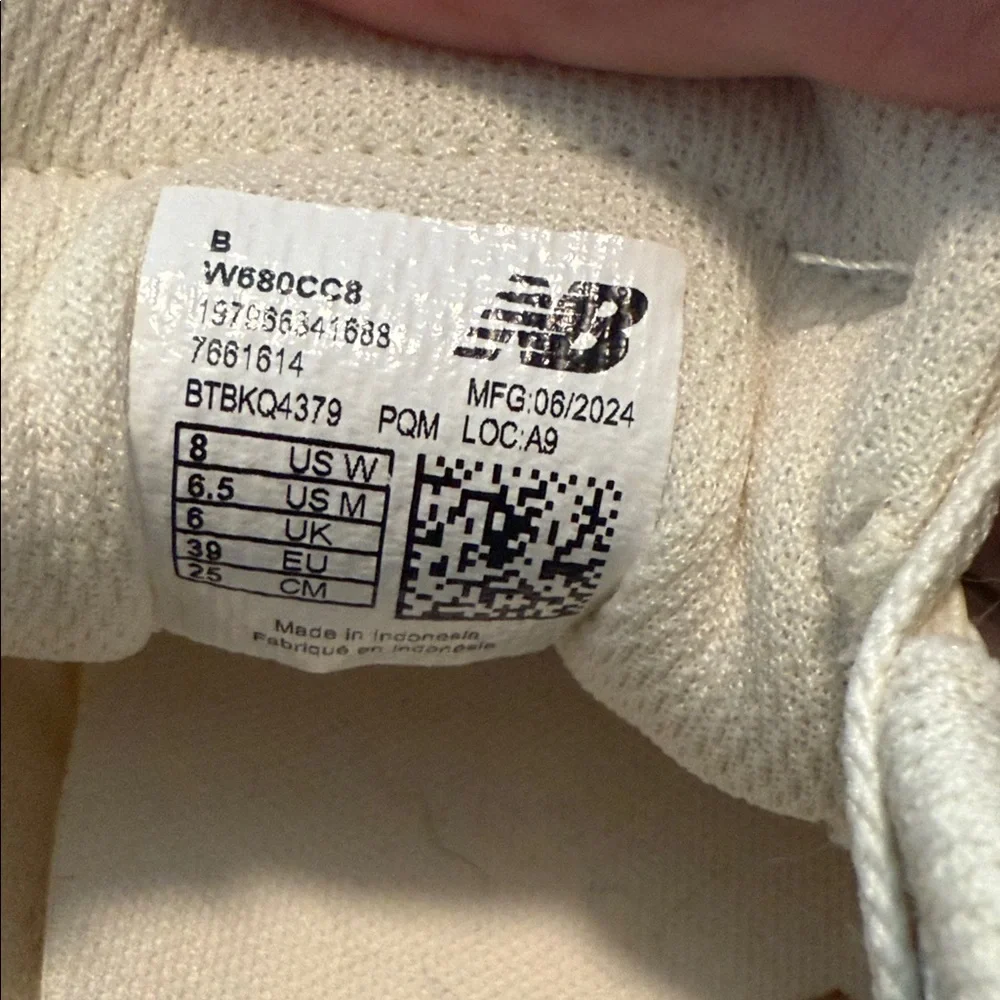 B
W680CC8
197966341688
7661614
BTBKQ4379 PQM
NB
MFG:06/2024
LOC:A9
8 US W
6.5 US M
6 UK
39 EU
25 CM
Made in Indonesia
Fabriqué en Indonésie